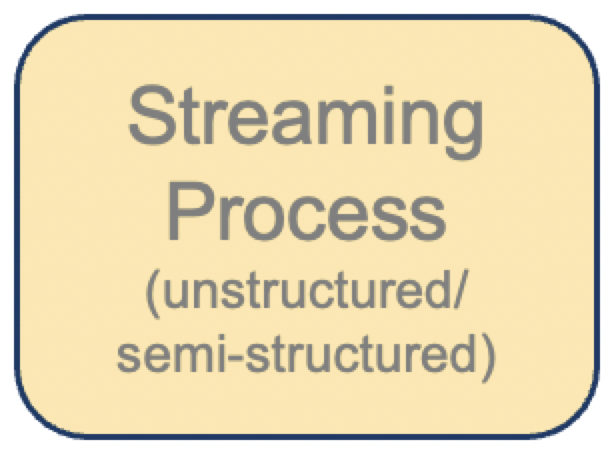 Streaming
Process
(unstructured/
semi-structured)